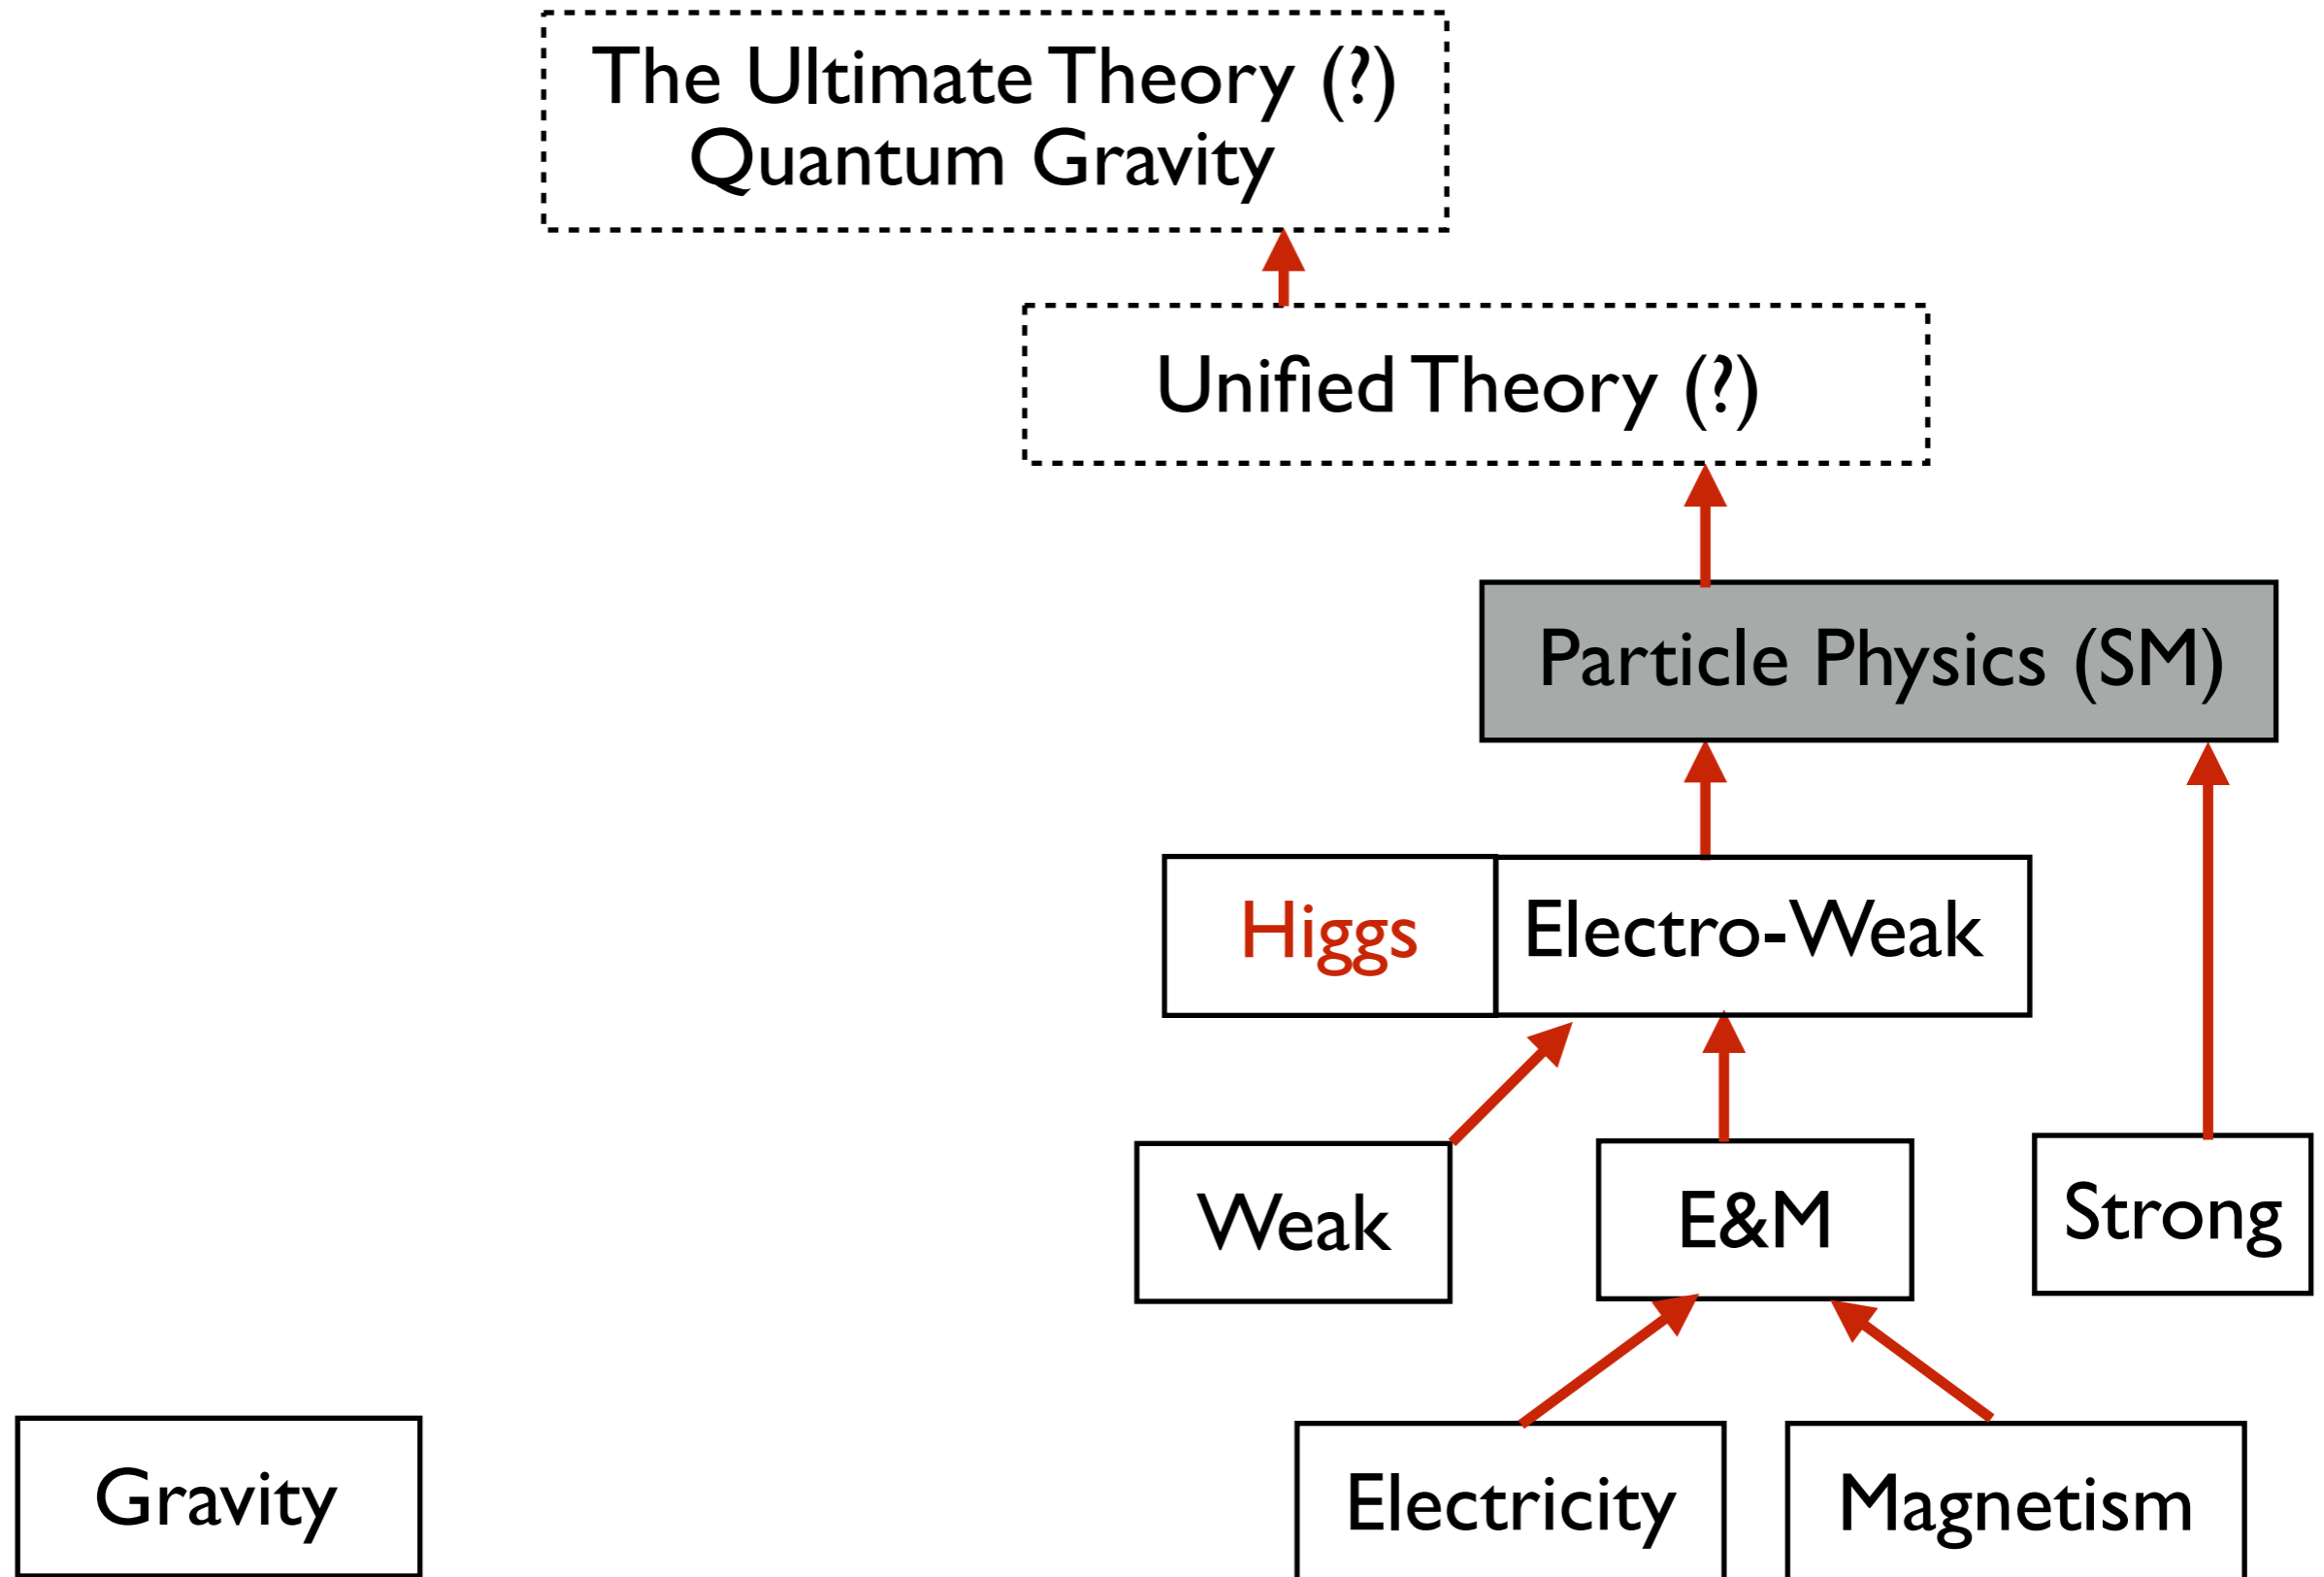 The Ultimate Theory (?)
Quantum Gravity
Unified Theory (?)
Particle Physics (SM)
Higgs
Electro-Weak
Weak
E&M
Strong
Gravity
Electricity
Magnetism